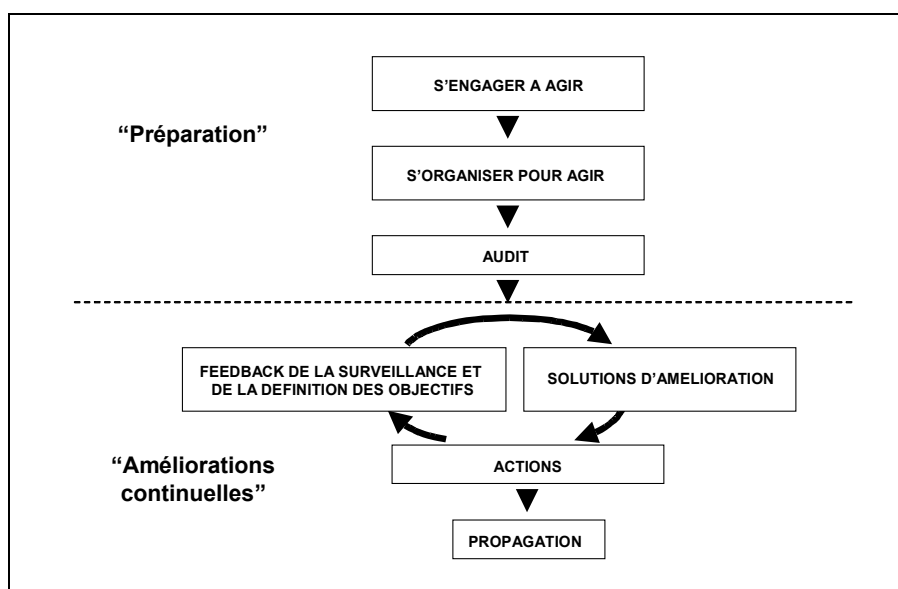 S’ENGAGER A AGIR
“Préparation”
S’ORGANISER POUR AGIR
AUDIT
FEEDBACK DE LA SURVEILLANCE ET
DE LA DEFINITION DES OBJECTIFS
SOLUTIONS D’AMELIORATION
“Améliorations
continuelles”
ACTIONS
PROPAGATION